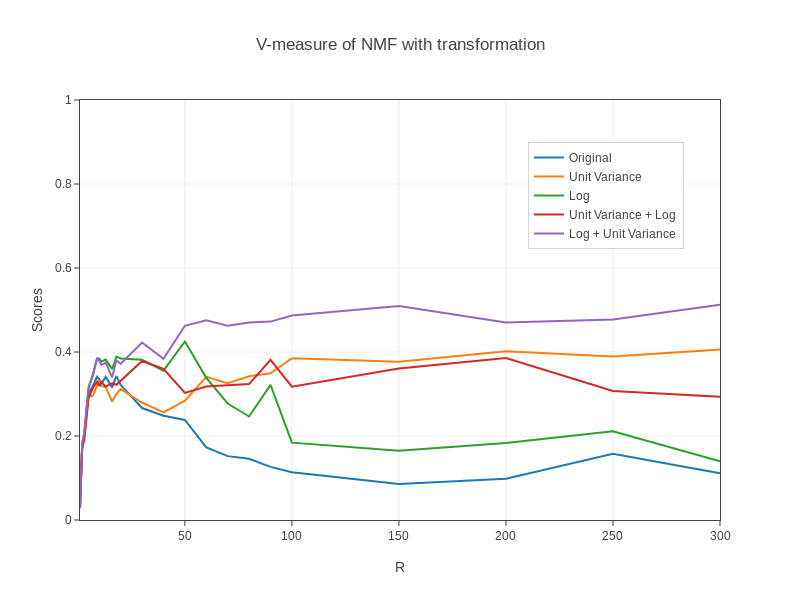 V-measure of NMF with transformation
1
0.8
0.6
0.4
0.2
0
Scores
Original
Unit Variance
Log
Unit Variance + Log
Log + Unit Variance
50
100
150
200
250
300
R